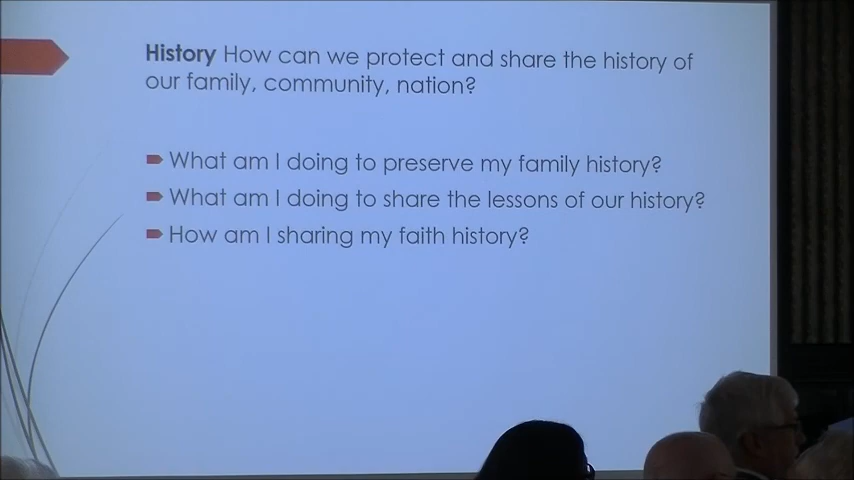 History How can we protect and share the history of
our family, community, nation?
What am I doing to preserve my family history?
What am I doing to share the lessons of our history?
How am I sharing my faith history?